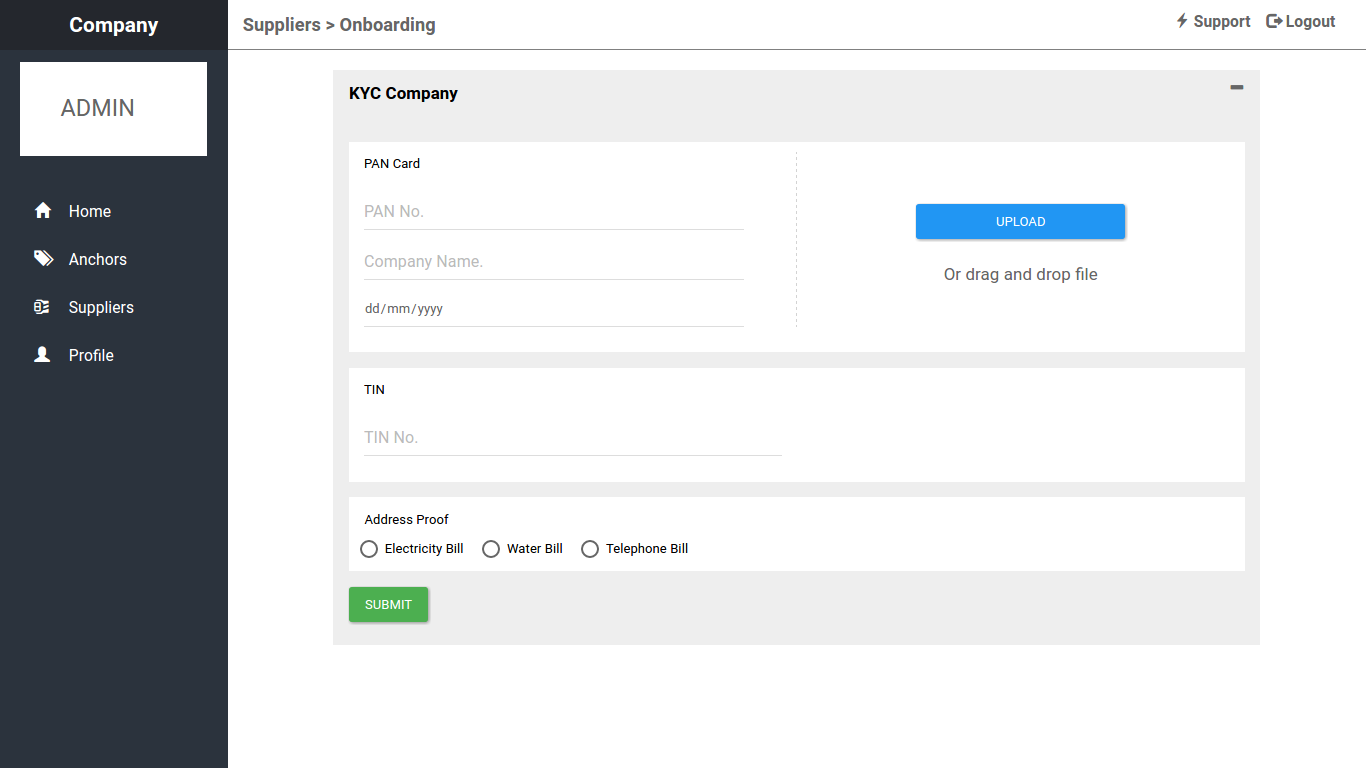 Company
Suppliers > Onboarding
Support
Logout
ADMIN
Home
Anchors
Suppliers
Profile
KYC Company
PAN Card
PAN No.
Company Name.
dd/mm/yyyy
UPLOAD
Or drag and drop file
TIN
TIN No.
Address Proof
Electricity Bill Water Bill Telephone Bill
SUBMIT